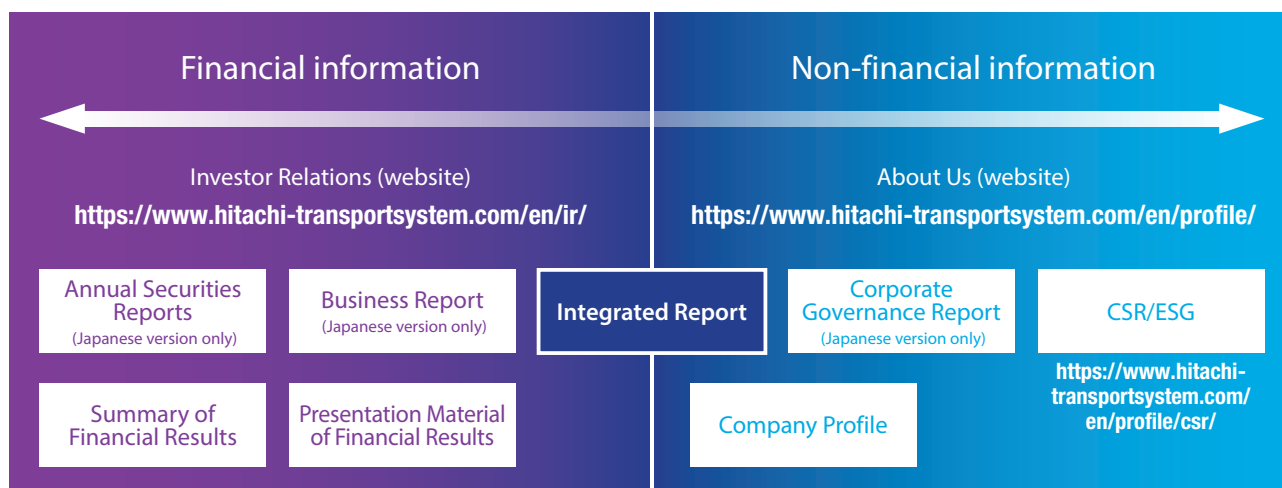 Financial information
Investor Relations (website)
https://www.hitachi-transportsystem.com/en/ir/
Annual Securities
Reports
(Japanese version only)
Business Report
(Japanese version only)
Summary of
Financial Results
Presentation Material
of Financial Results
Integrated Report
Non-financial information
About Us (website)
https://www.hitachi-transportsystem.com/en/profile/
Corporate
Governance Report
(Japanese version only)
CSR/ESG
https://www.hitachi-
transportsystem.com/
en/profile/csr/
Company Profile